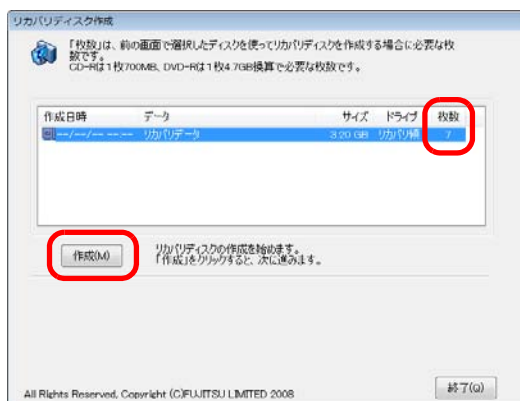 リカバリディスク作成
「枚数」は、前の画面で選択したディスクを使ってリカバリディスクを作成する場合に必要な枚
数です。
CD-Rは1枚700MB、DVD-Rは1枚4.7GB換算で必要な枚数です。
作成日時 データ サイズ ドライブ 枚数
--/--/-- --:-- リカバリデータ 3.20 GB リカバリ領 7
作成(M)
リカバリディスクの作成を始めます。
「作成」をクリックすると、次に進みます。
All Rights Reserved, Copyright (C)FUJITSU LIMITED 2008
終了(Q)